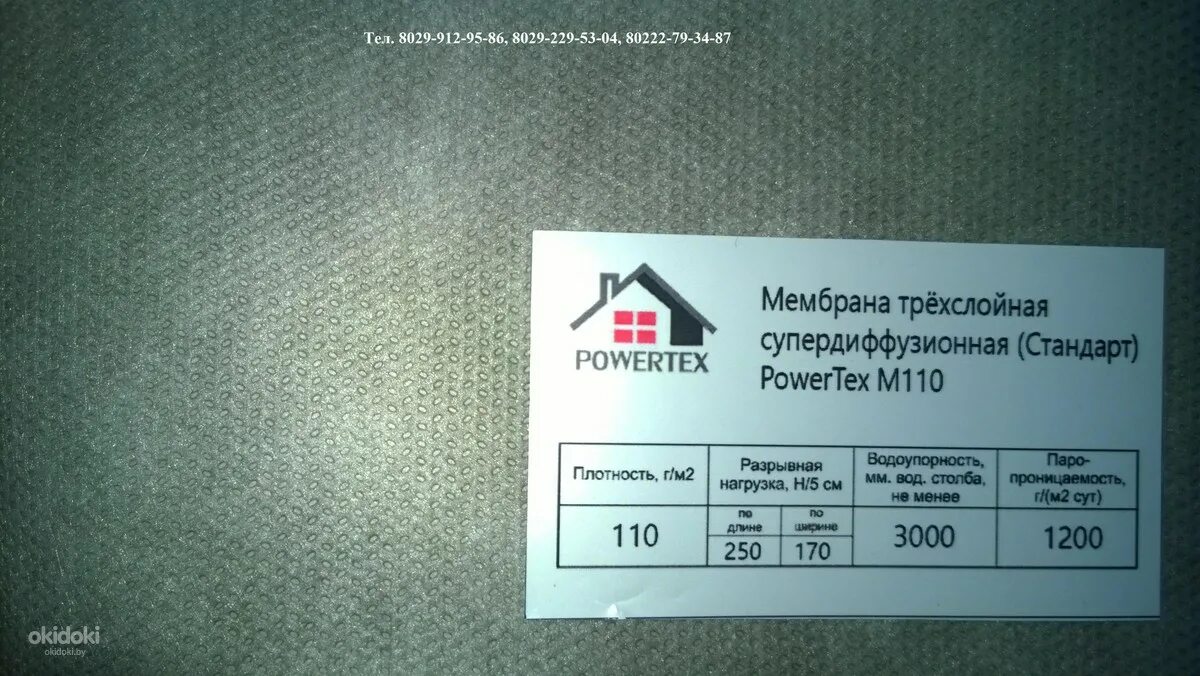 Тел. 8029-912-95-86, 8029-229-53-04, 80222-79-34-87
POWERTEX
Мембрана трёхслойная
супердиффузионная (Стандарт)
PowerTex M110
Плотность, г/м2
Разрывная
нагрузка, Н/5 см
Водоупорность,
мм. вод. столба,
не менее
Паро-
проницаемость,
г/(м2 сут)
110
по
длине
по
ширине
250
170
3000
1200
okidoki
okidoki.by